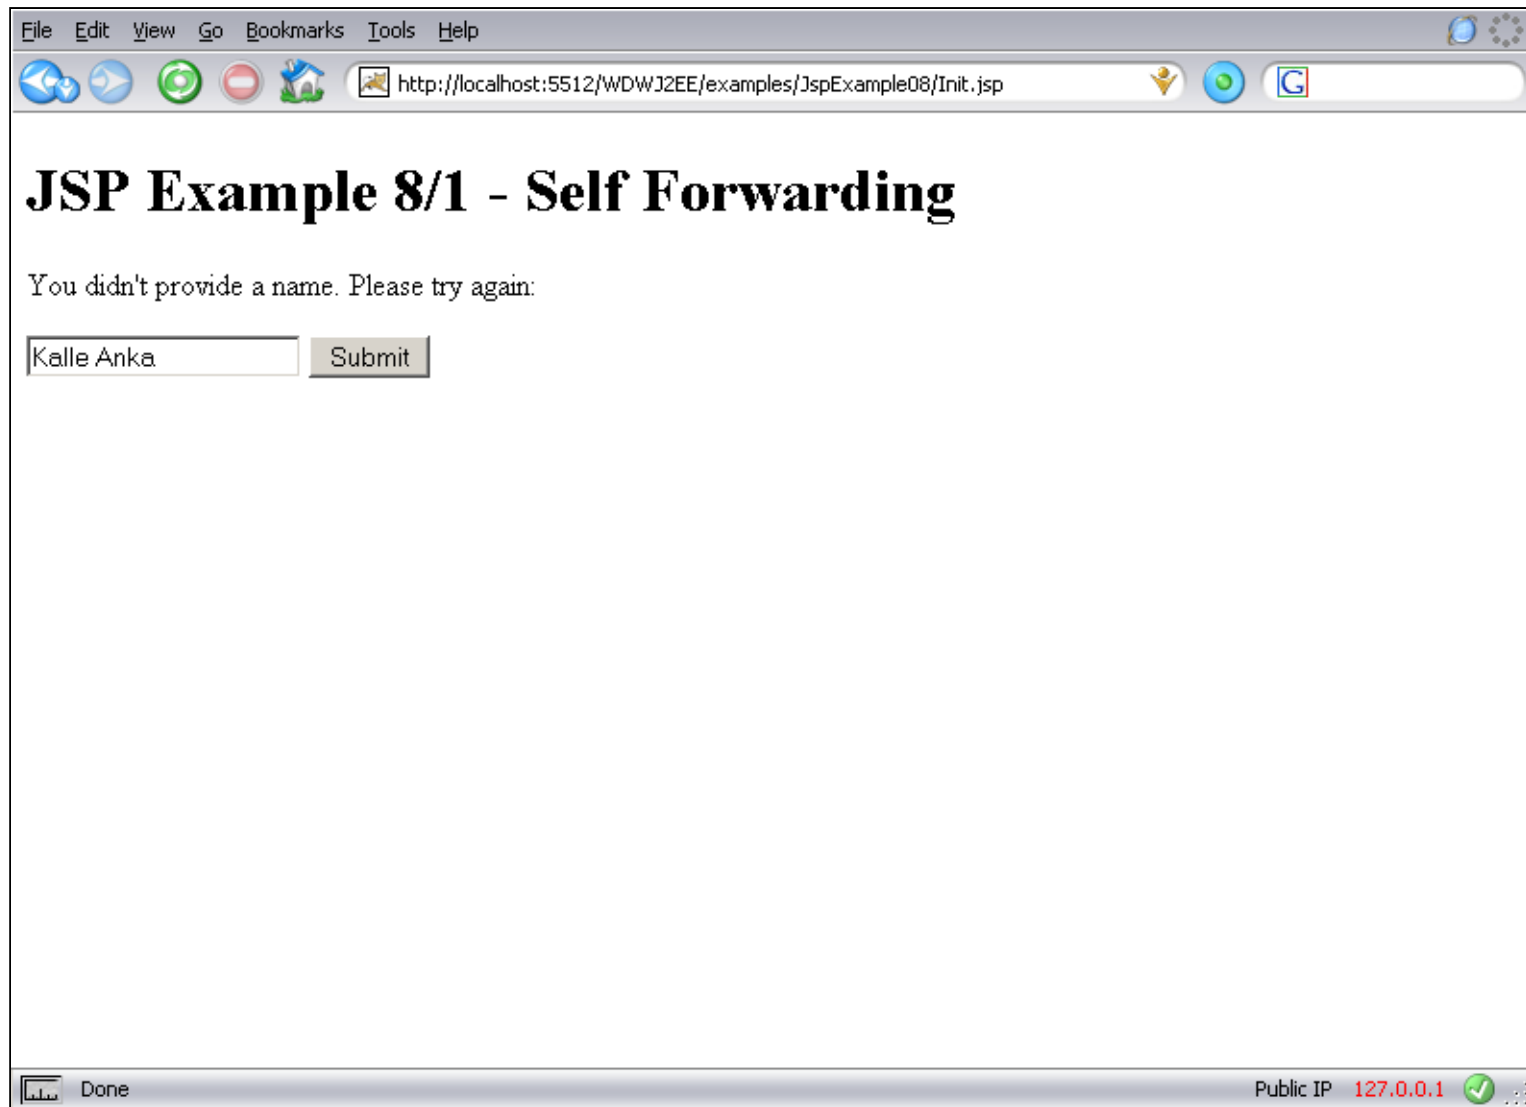 File Edit View Go Bookmarks Tools Help
http://localhost:5512/WDWJ2EE/examples/JspExample08/Init.jsp G
JSP Example 8/1 - Self Forwarding
You didn't provide a name. Please try again:
Kalle Anka Submit
Done Public IP 127.0.0.1